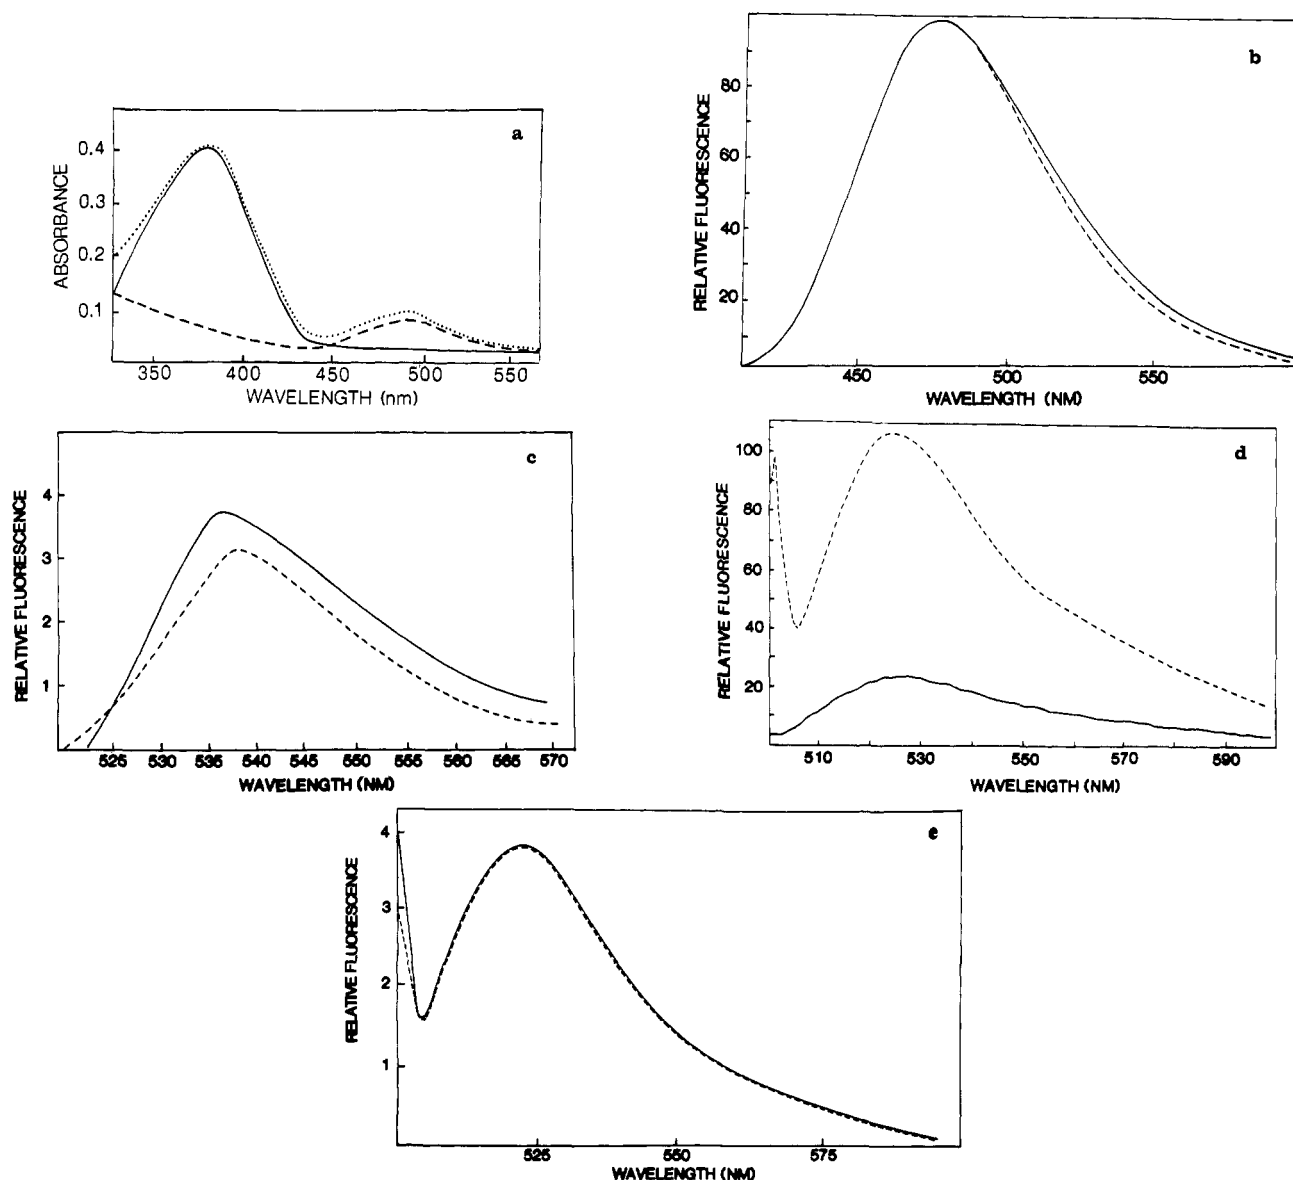 a
ABSORBANCE
0.4
0.3
0.2
0.1
350 400 450 500 550
WAVELENGTH (nm)
b
RELATIVE FLUORESCENCE
80
60
40
20
450 500 550
WAVELENGTH (NM)
c
RELATIVE FLUORESCENCE
4
3
2
1
525 530 535 540 545 550 555 560 565 570
WAVELENGTH (NM)
d
RELATIVE FLUORESCENCE
100
80
60
40
20
510 530 550 570 590
WAVELENGTH (NM)
e
RELATIVE FLUORESCENCE
4
3
2
1
525 550 575
WAVELENGTH (NM)